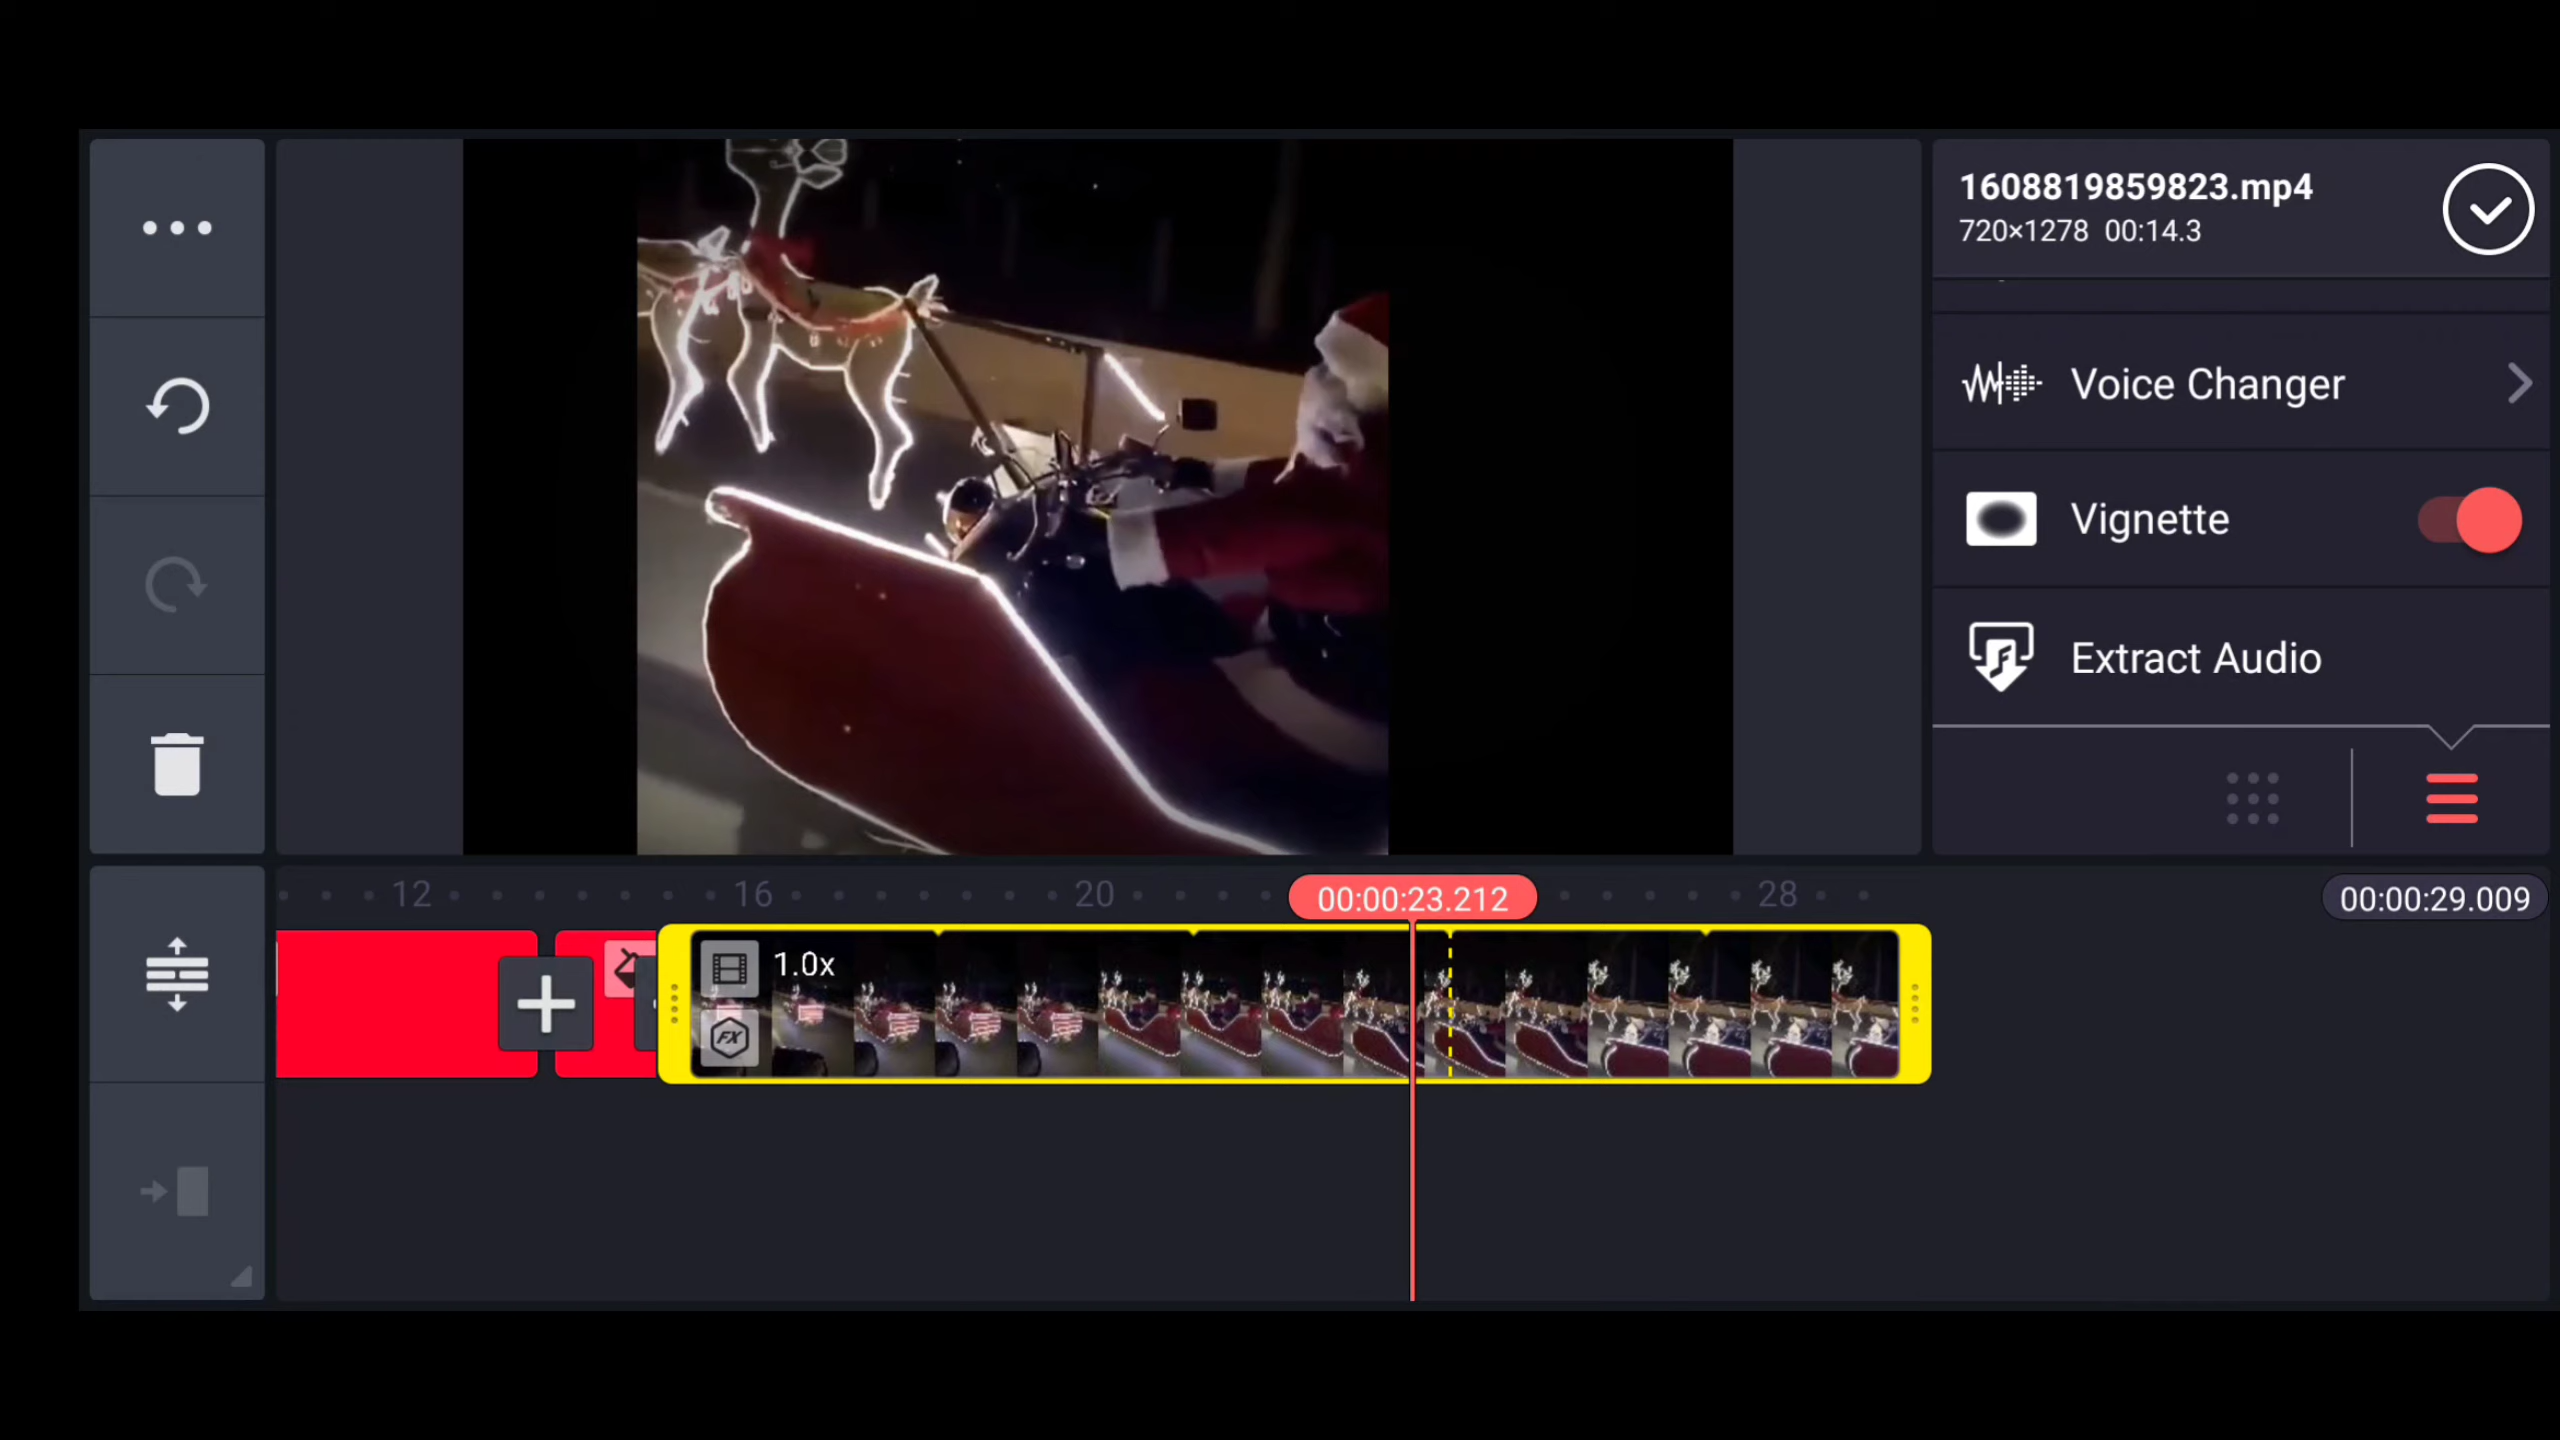 1608819859823.mp4
720×1278 00:14.3
Voice Changer
Vignette
Extract Audio
12 16 20 00:00:23.212 28 00:00:29.009
1.0x
FX